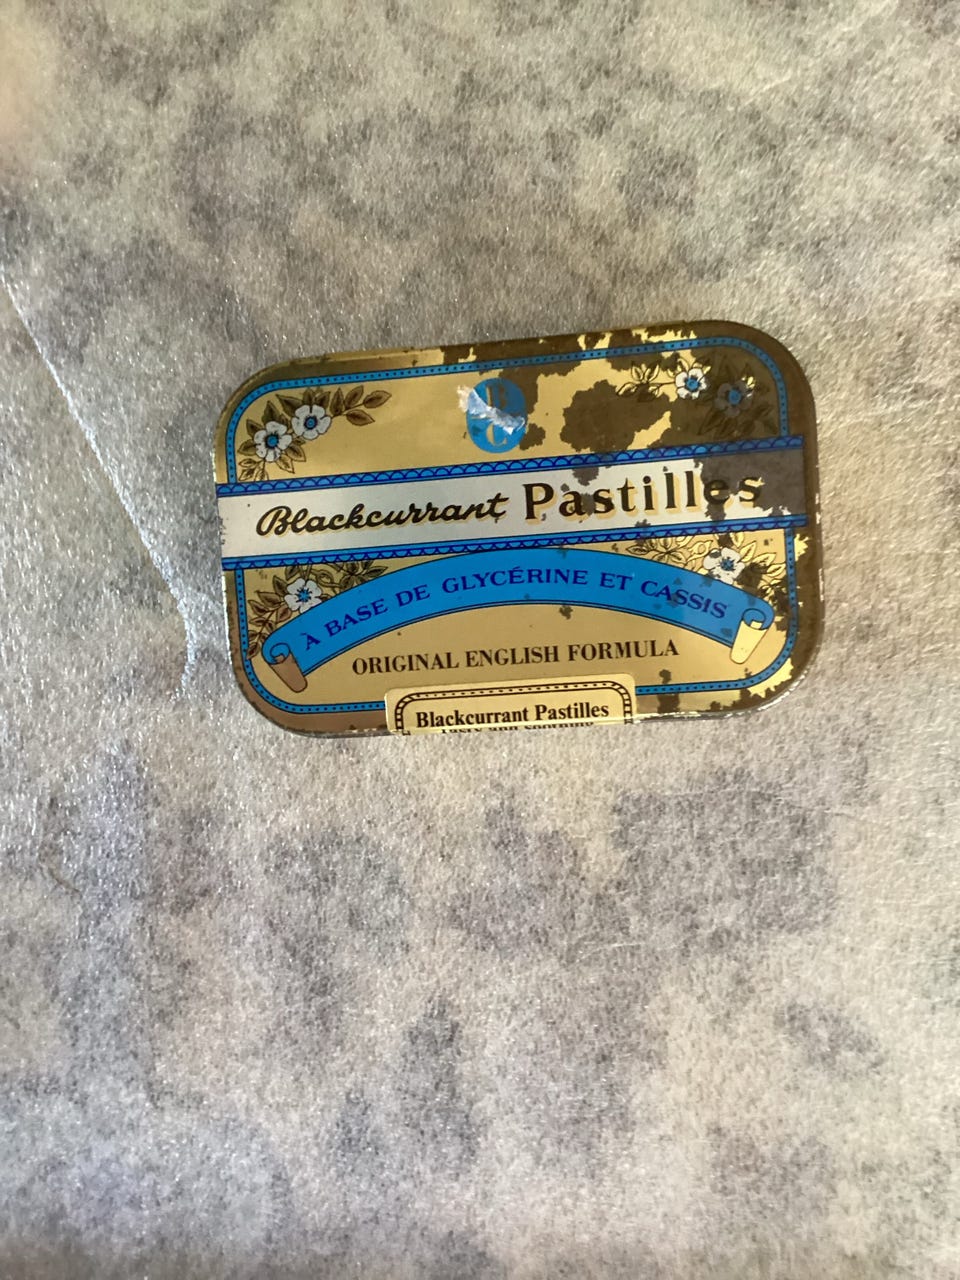 Blackcurrant Pastilles
À BASE DE GLYCÉRINE ET CASSIS
ORIGINAL ENGLISH FORMULA
Blackcurrant Pastilles